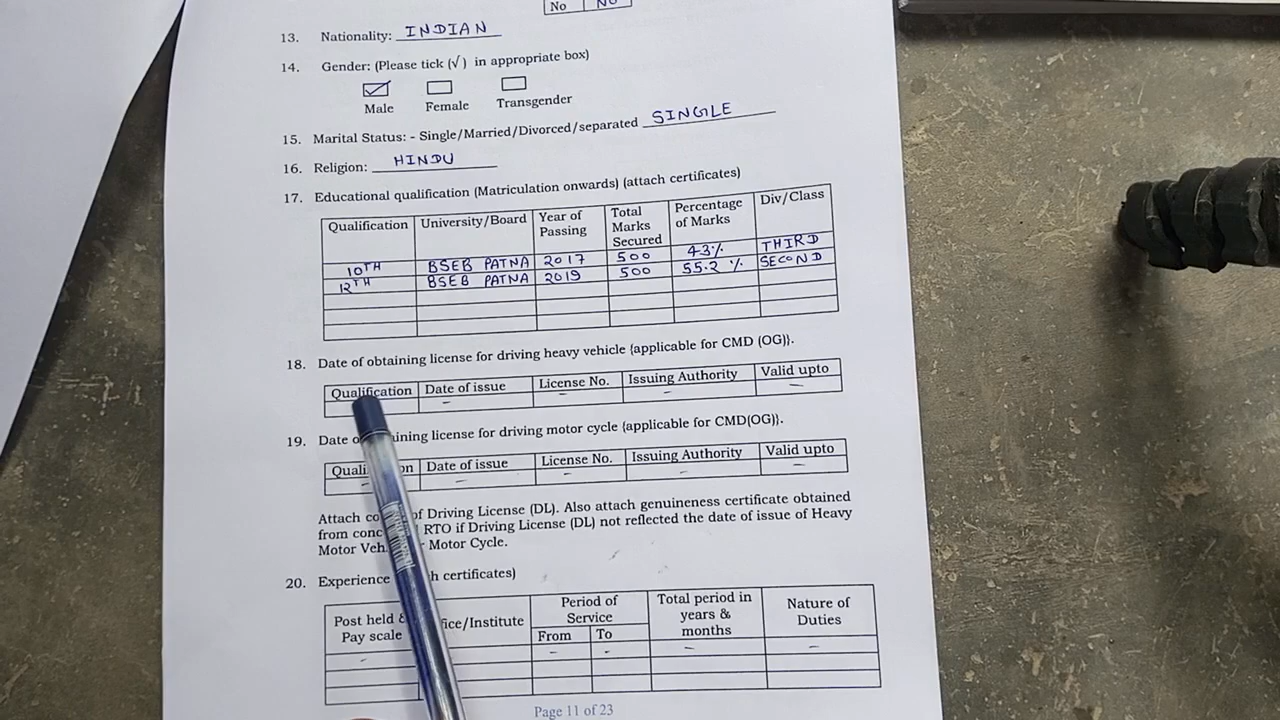 No NO
13. Nationality: INDIAN
14. Gender: (Please tick (√) in appropriate box)
Male Female Transgender
15. Marital Status: - Single/Married/Divorced/separated SINGLE
16. Religion: HINDU
17. Educational qualification (Matriculation onwards) (attach certificates)
Qualification University/Board Year of Passing Total Marks Secured Percentage of Marks Div/Class
10TH BSEB PATNA 2017 500 43% THIRD
12TH BSEB PATNA 2019 500 55.2 % SECOND
18. Date of obtaining license for driving heavy vehicle {applicable for CMD (OG)}.
Qualification Date of issue License No. Issuing Authority Valid upto
- - - -
19. Date of obtaining license for driving motor cycle {applicable for CMD(OG)}.
Date of issue License No. Issuing Authority Valid upto
- - - - -
Attach of Driving License (DL). Also attach genuineness certificate obtained
from RTO if Driving License (DL) not reflected the date of issue of Heavy
Motor Motor Cycle.
20. Experience certificates)
Post held & Pay scale Period of Service Total period in years & months Nature of Duties
From To
- - - - -
Page 11 of 23